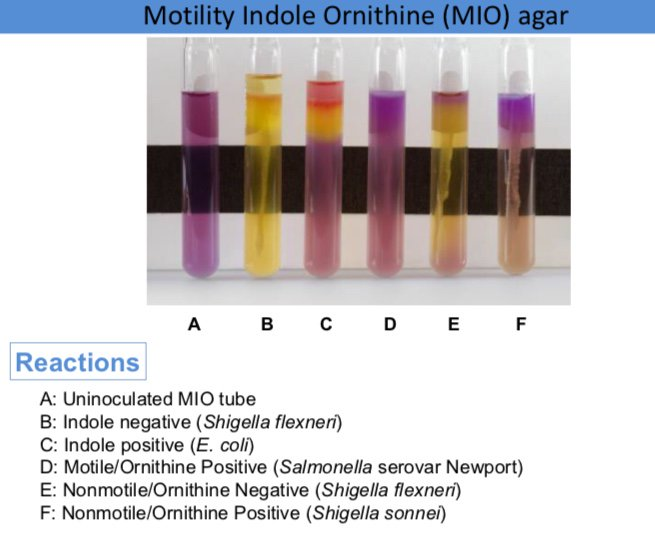 Motility Indole Ornithine (MIO) agar
A B C D E F
Reactions
A: Uninoculated MIO tube
B: Indole negative (Shigella flexneri)
C: Indole positive (E. coli)
D: Motile/Ornithine Positive (Salmonella serovar Newport)
E: Nonmotile/Ornithine Negative (Shigella flexneri)
F: Nonmotile/Ornithine Positive (Shigella sonnei)